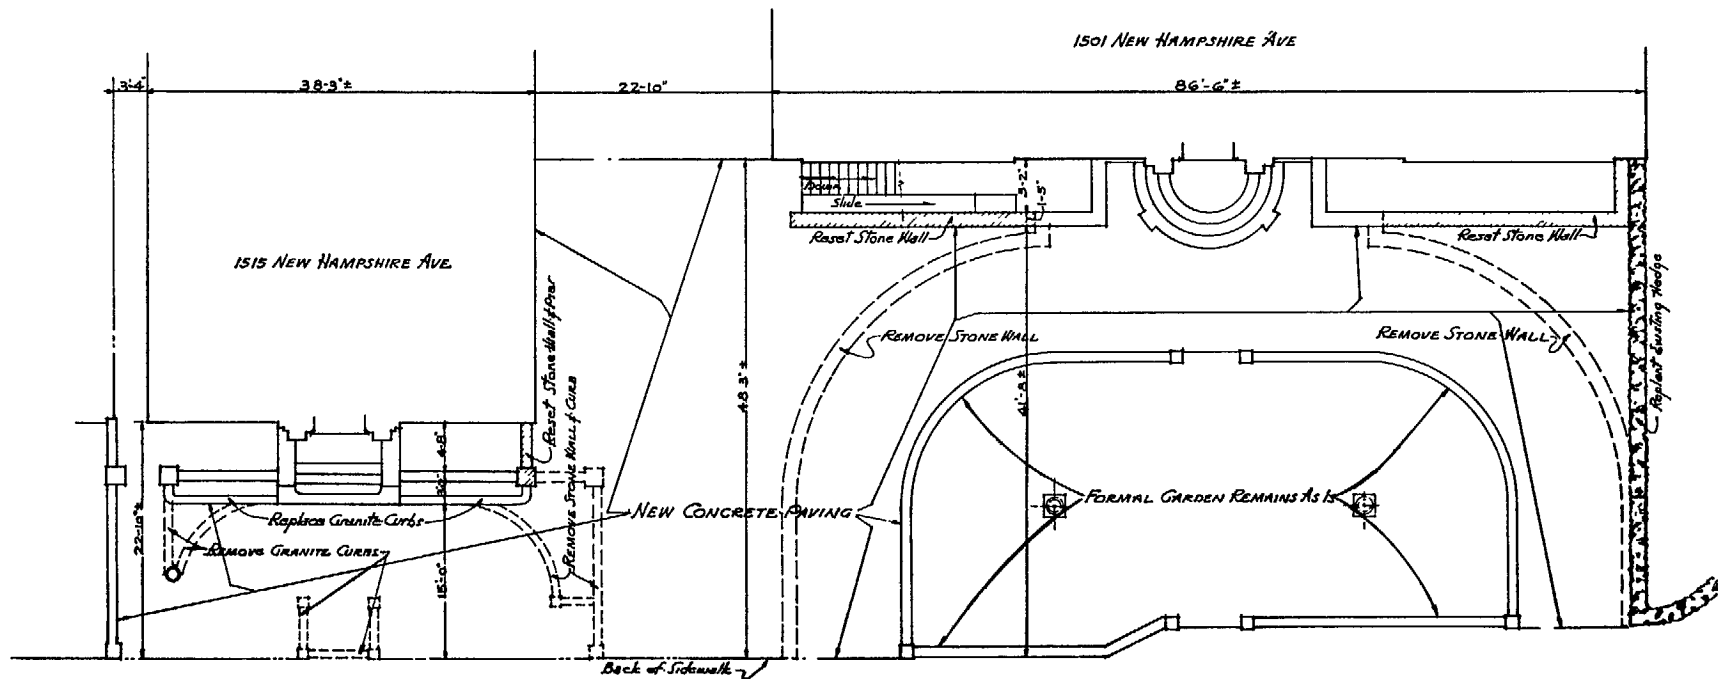 1501 NEW HAMPSHIRE AVE
3'-4"
38'-3"±
22'-10"
86'-6"±
Down
Slide
5'-2"
1'-5"
Reset Stone Wall
Reset Stone Wall
1515 NEW HAMPSHIRE AVE.
Reset Stone Wall & Pier
REMOVE STONE WALL & CURB
REMOVE STONE WALL
REMOVE STONE WALL
Replant Existing Hedge
48'-3"±
41'-8"±
4'-8"
3'-0"
22'-10"±
15'-0"
Replace Granite Curbs
REMOVE GRANITE CURBS
NEW CONCRETE PAVING
FORMAL GARDEN REMAINS AS IS
Back of Sidewalk